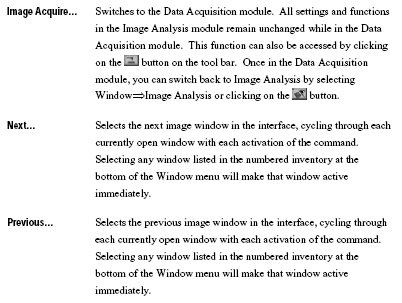 Image Acquire... Switches to the Data Acquisition module. All settings and functions
in the Image Analysis module remain unchanged while in the Data
Acquisition module. This function can also be accessed by clicking
on the button on the tool bar. Once in the Data Acquisition
module, you can switch back to Image Analysis by selecting
Window⇒Image Analysis or clicking on the button.
Next... Selects the next image window in the interface, cycling through each
currently open window with each activation of the command.
Selecting any window listed in the numbered inventory at the
bottom of the Window menu will make that window active
immediately.
Previous... Selects the previous image window in the interface, cycling through
each currently open window with each activation of the command.
Selecting any window listed in the numbered inventory at the
bottom of the Window menu will make that window active
immediately.